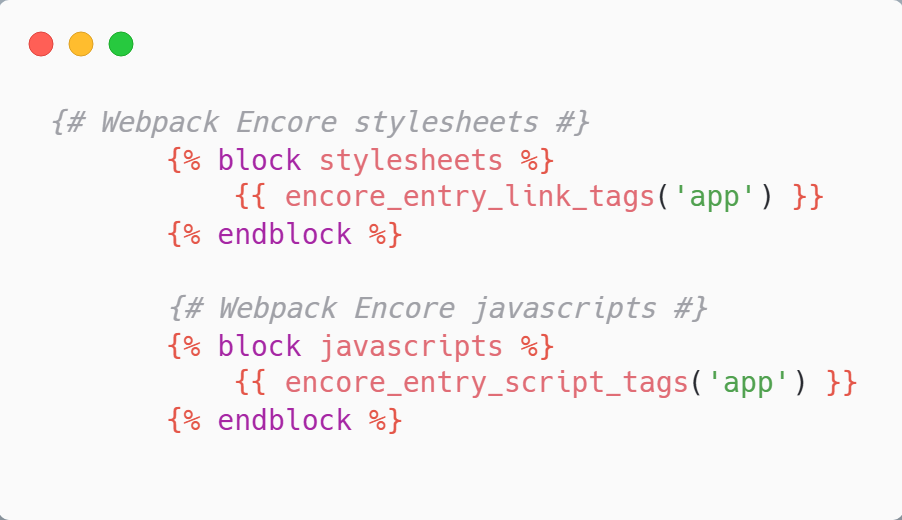 {# Webpack Encore stylesheets #}
{% block stylesheets %}
{{ encore_entry_link_tags('app') }}
{% endblock %}
{# Webpack Encore javascripts #}
{% block javascripts %}
{{ encore_entry_script_tags('app') }}
{% endblock %}